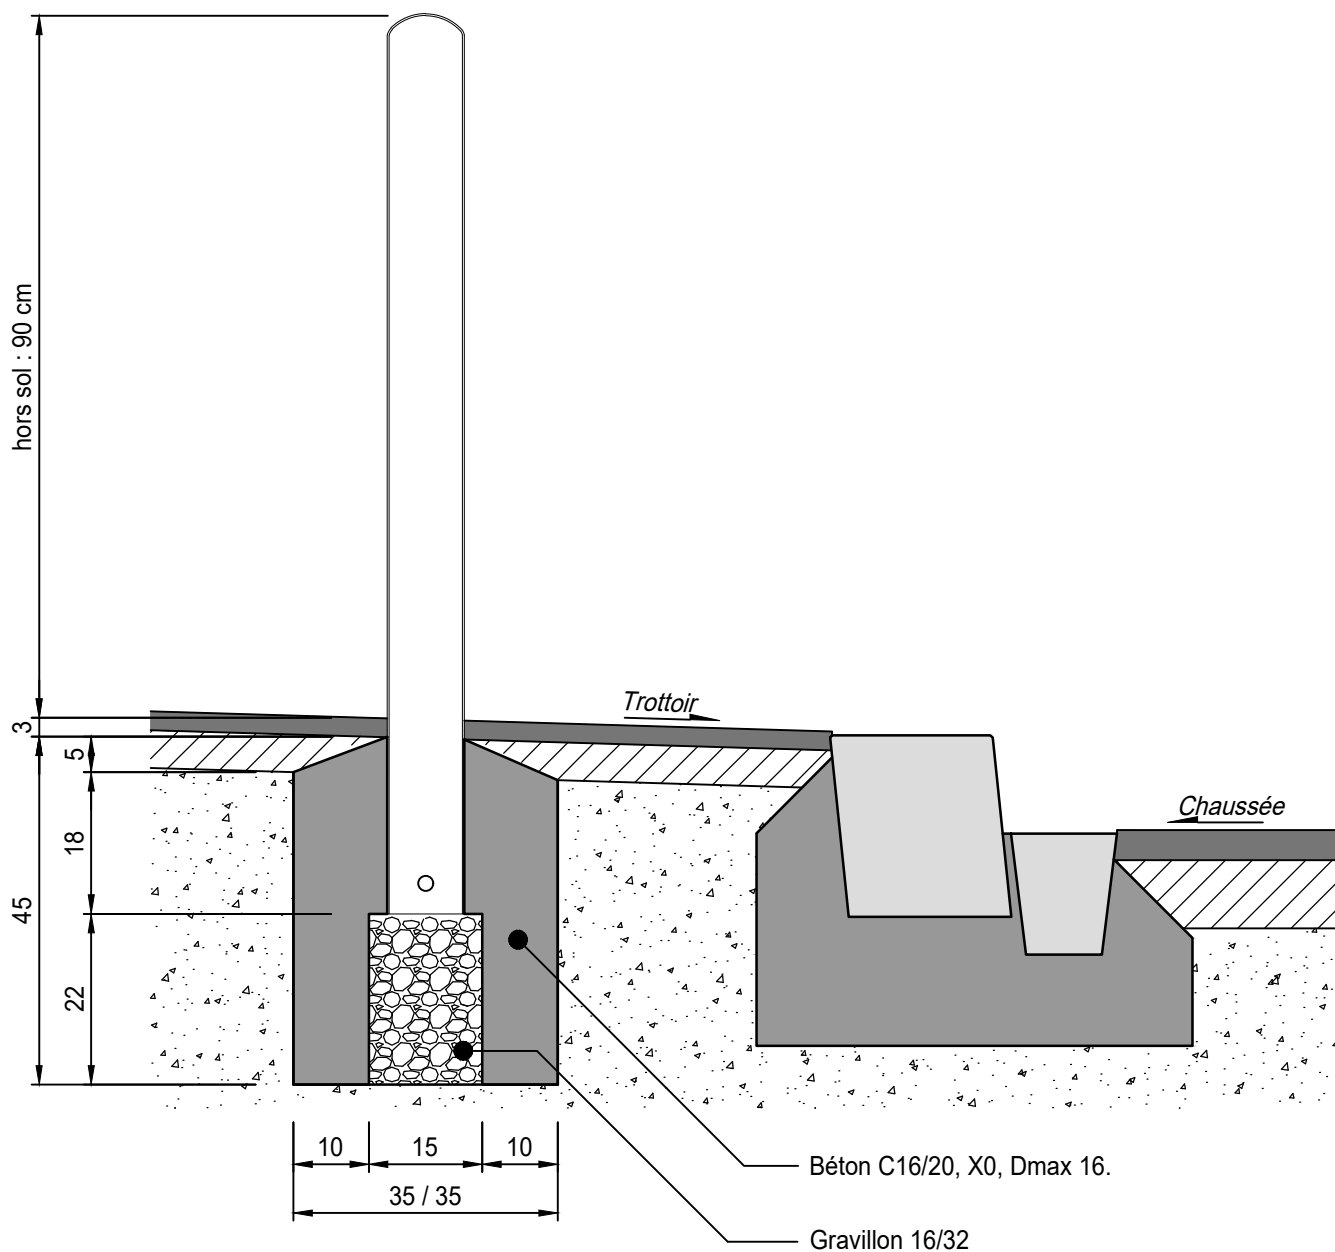 hors sol : 90 cm
3
5
18
45
22
Trottoir
Chaussée
10
15
10
35 / 35
Béton C16/20, X0, Dmax 16.
Gravillon 16/32